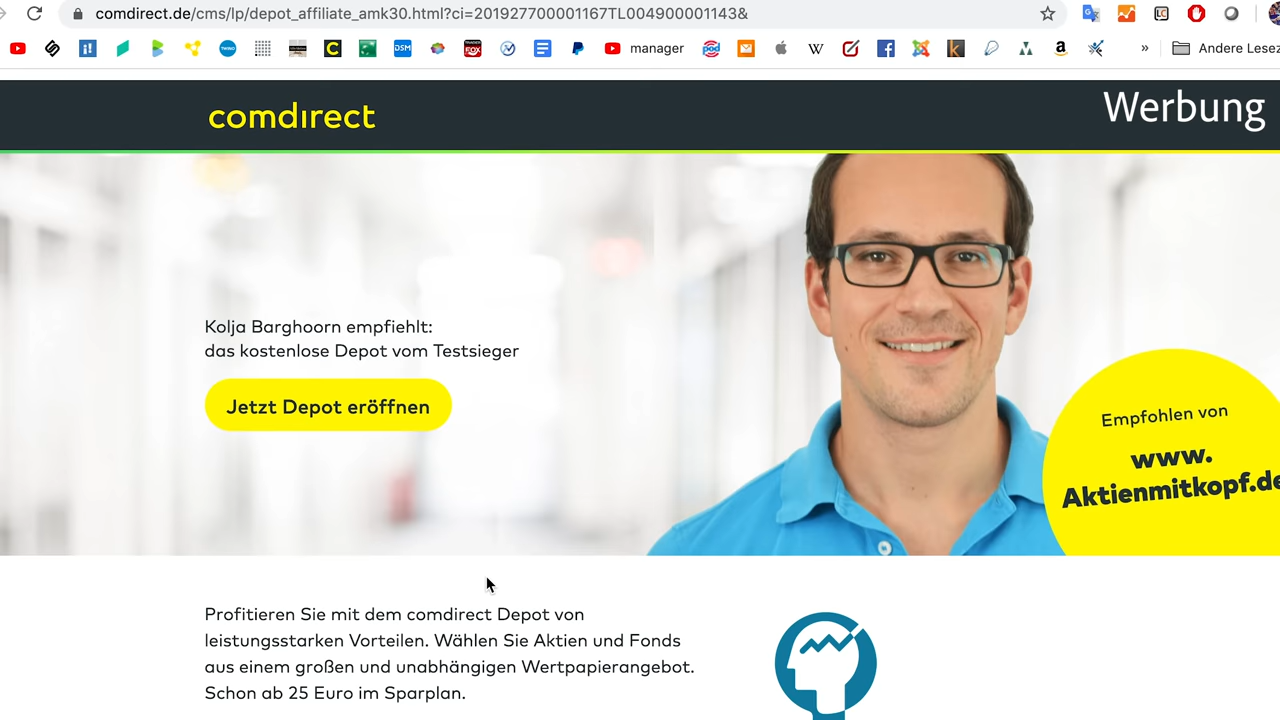 comdirect.de/cms/lp/depot_affiliate_amk30.html?ci=201927700001167TL004900001143&
manager
Andere Lesez
comdirect
Werbung
Kolja Barghoorn empfiehlt:
das kostenlose Depot vom Testsieger
Jetzt Depot eröffnen
Empfohlen von
www.
Aktienmitkopf.de
Profitieren Sie mit dem comdirect Depot von
leistungsstarken Vorteilen. Wählen Sie Aktien und Fonds
aus einem großen und unabhängigen Wertpapierangebot.
Schon ab 25 Euro im Sparplan.